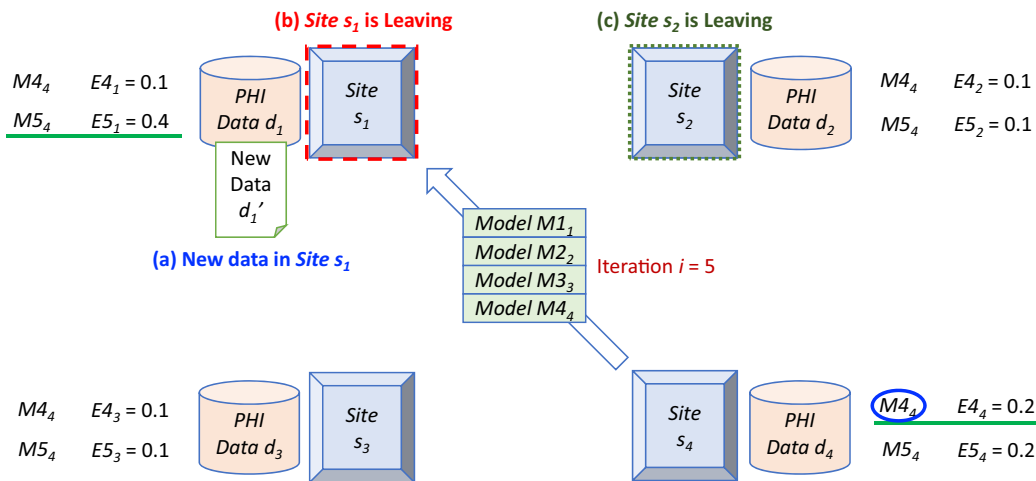 (b) Site s1 is Leaving
(c) Site s2 is Leaving
M44 E41 = 0.1
M54 E51 = 0.4
PHI
Data d1
Site
s1
New
Data
d1’
(a) New data in Site s1
Site
s2
PHI
Data d2
M44 E42 = 0.1
M54 E52 = 0.1
Model M11
Model M22
Model M33
Model M44
Iteration i = 5
M44 E43 = 0.1
M54 E53 = 0.1
PHI
Data d3
Site
s3
Site
s4
PHI
Data d4
M44 E44 = 0.2
M54 E54 = 0.2